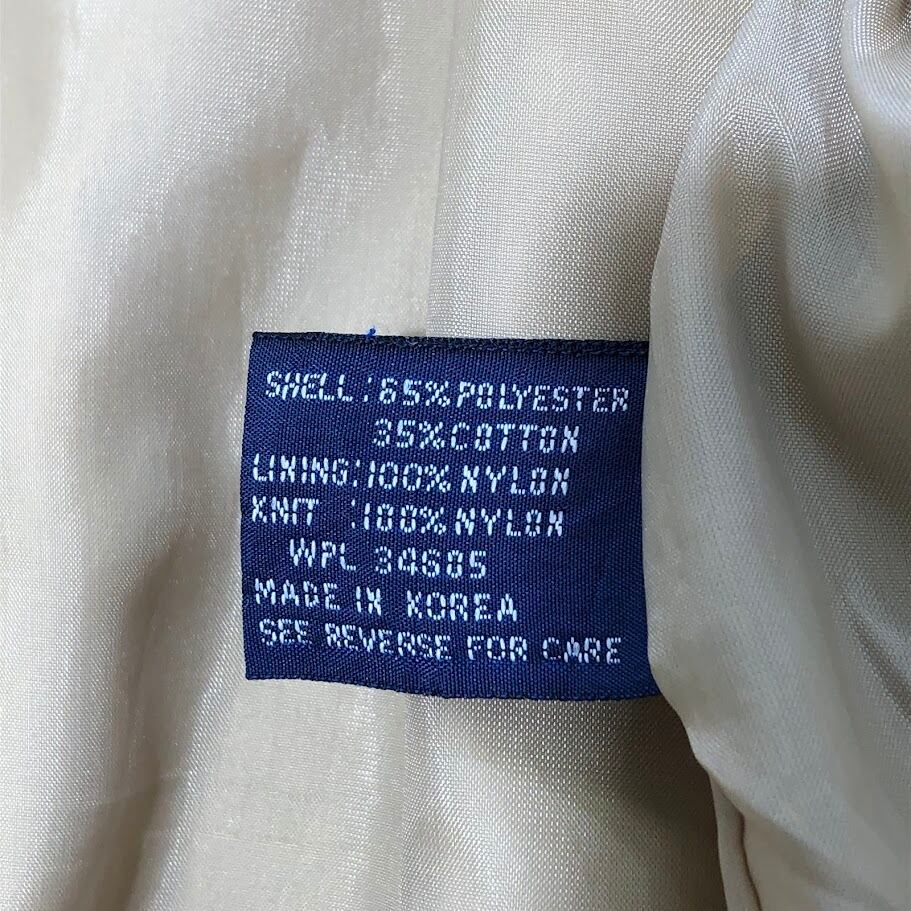 SHELL :65%POLYESTER
35%COTTON
LINING:100%NYLON
KNIT :100%NYLON
WPL 34685
MADE IN KOREA
SEE REVERSE FOR CARE